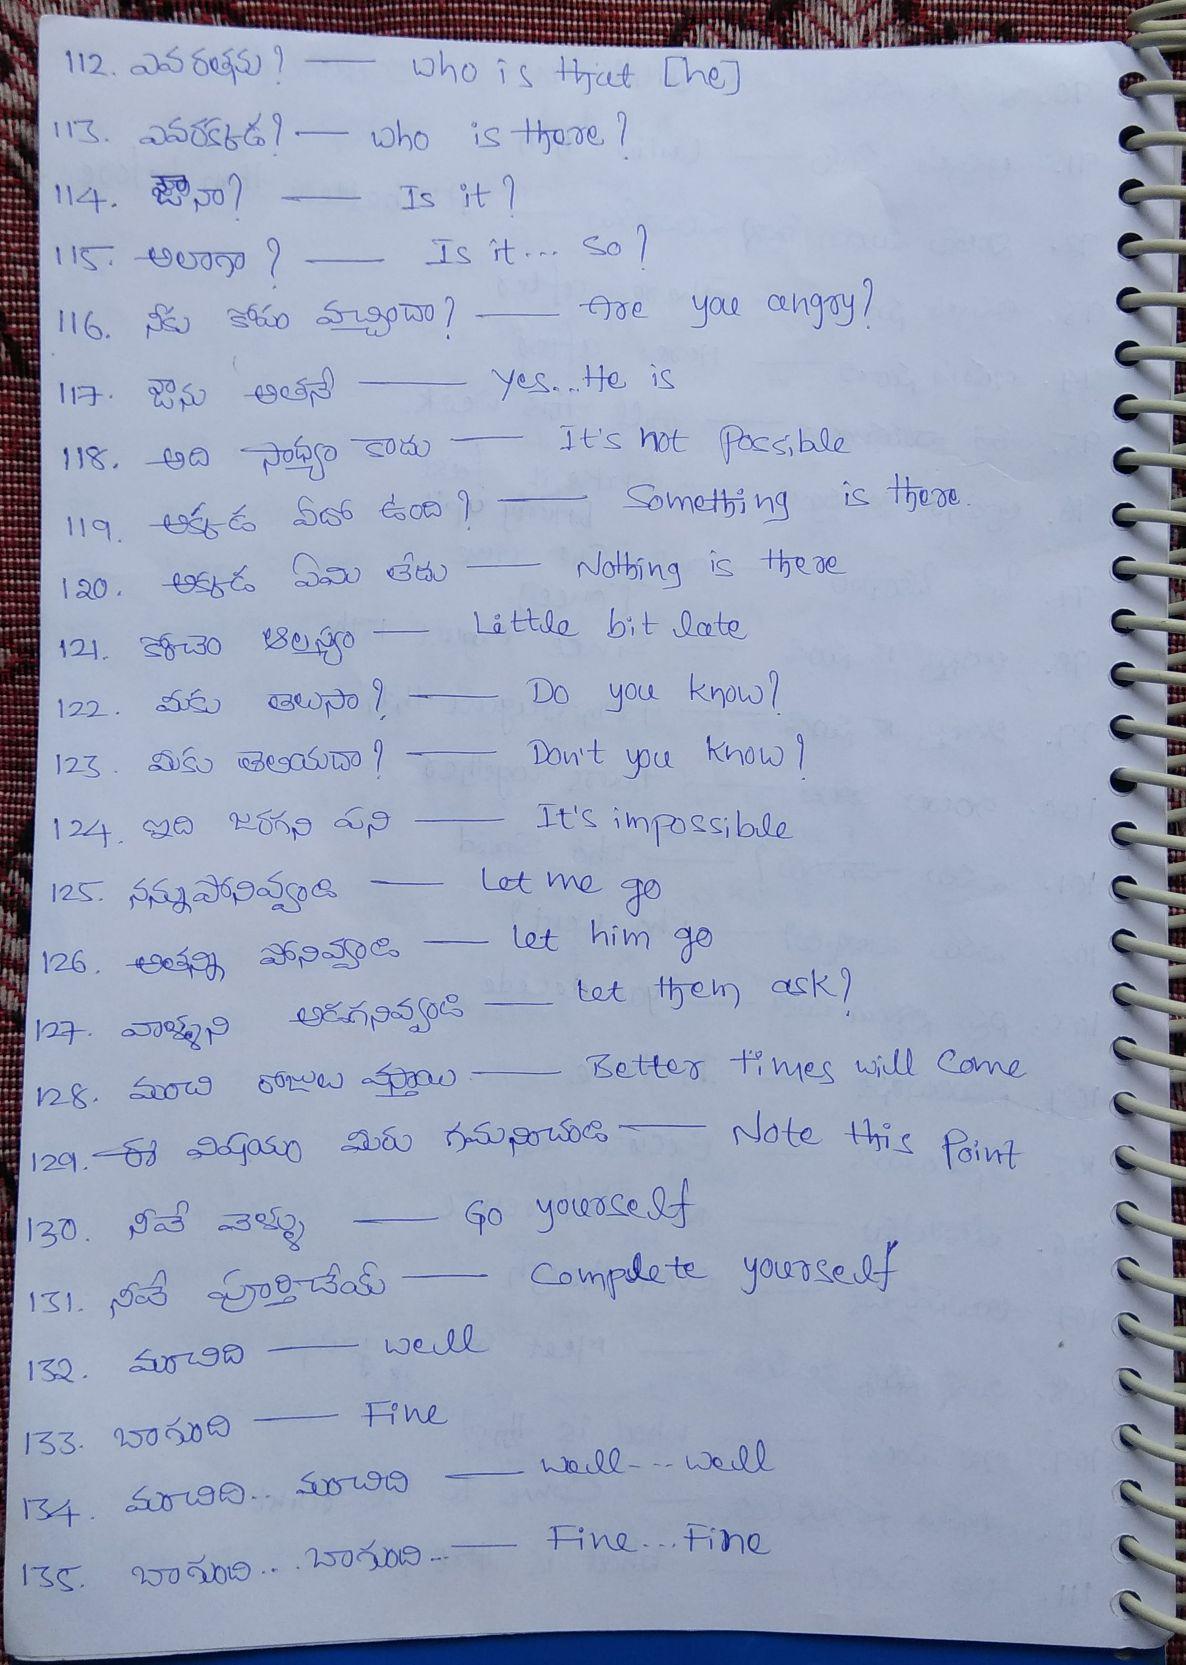 112. ఎవరతను? — who is that [he]
113. ఎవరక్కడ? — who is there?
114. ఔనా? — Is it?
115. అలాగా? — Is it... so?
116. నీకు కోపం వచ్చిందా? — Are you angry?
117. ఔను అతనే — yes...He is
118. అది సాధ్యం కాదు — It's not possible
119. అక్కడ ఏదో ఉంది? — Something is there.
120. అక్కడ ఏమి లేదు — Nothing is there
121. కొంచెం ఆలస్యం — Little bit late
122. మీకు తెలుసా? — Do you know?
123. మీకు తెలియదా? — Don't you know?
124. ఇది జరగని పని — It's impossible
125. నన్నుపోనివ్వండి — Let me go
126. అతన్ని పోనివ్వండి — let him go
127. వాళ్ళని అడగనివ్వండి — Let them ask?
128. మంచి రోజులు వస్తాయి — Better times will come
129. ఈ విషయం మీరు గమనించండి — Note this point
130. నీవే వెళ్ళు — Go yourself
131. నీవే పూర్తిచేయ్ — Complete yourself
132. మంచిది — well
133. బాగుంది — Fine
134. మంచిది.. మంచిది — well---well
135. బాగుంది... బాగుంది... — Fine...Fine